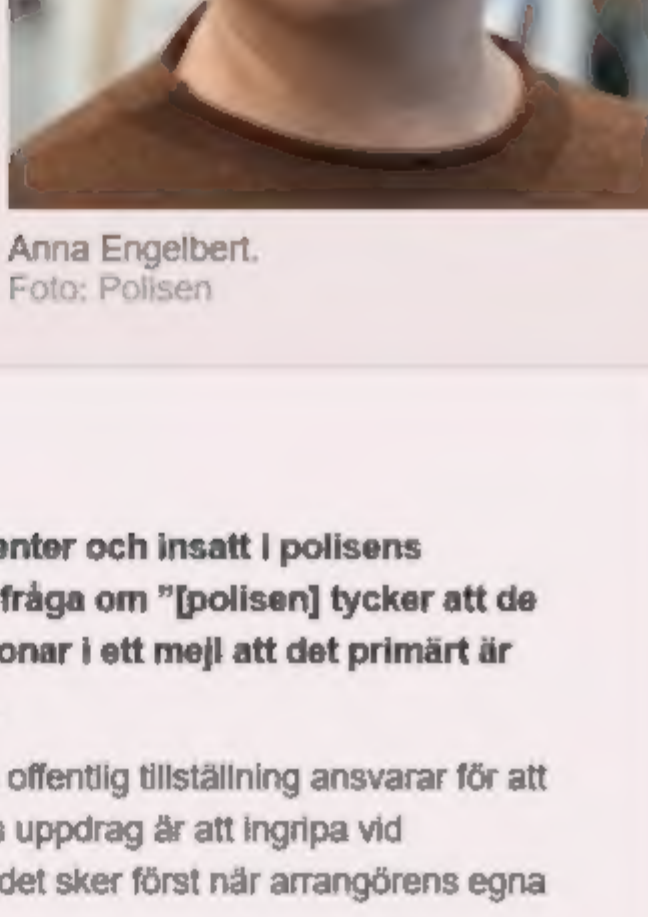 Anna Engelbert.
Foto: Polisen
enter och insatt i polisens
fråga om ”[polisen] tycker att de
onar i ett mejl att det primärt är
offentlig tillställning ansvarar för att
s uppdrag är att ingripa vid
det sker först när arrangörens egna